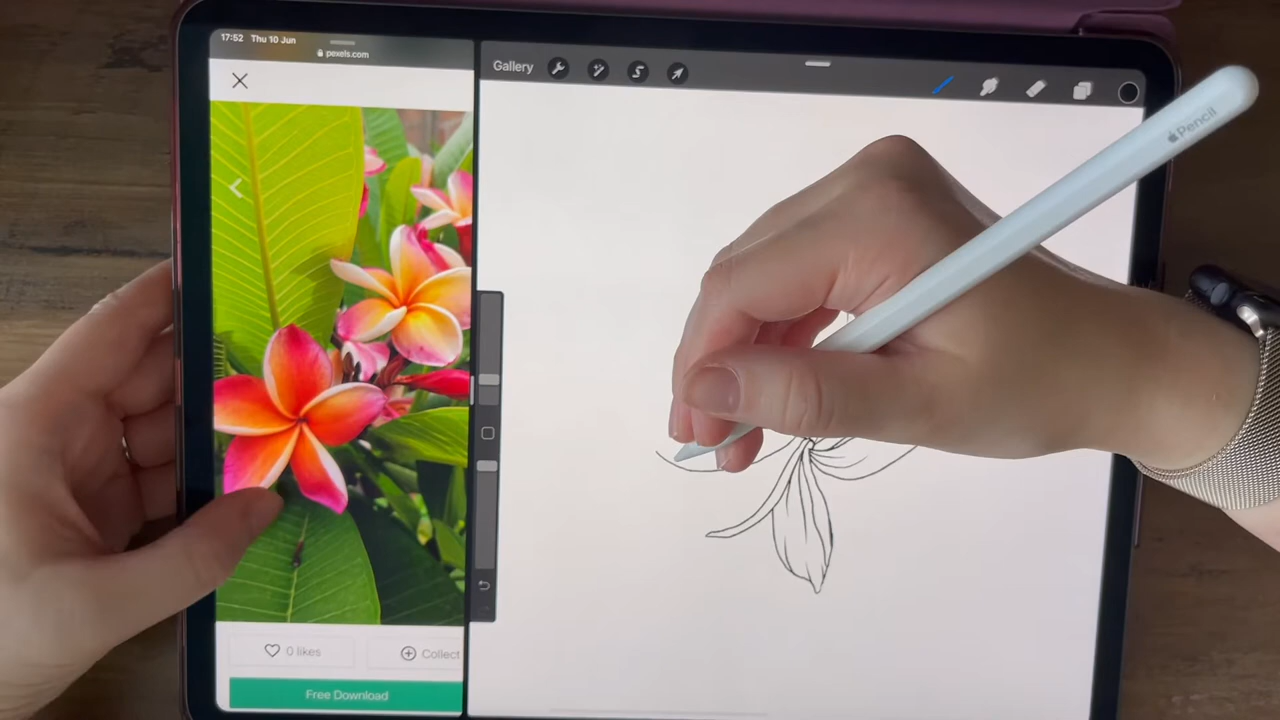 17:52 Thu 10 Jun
pexels.com
Gallery
Pencil
0 likes
Collect
Free Download